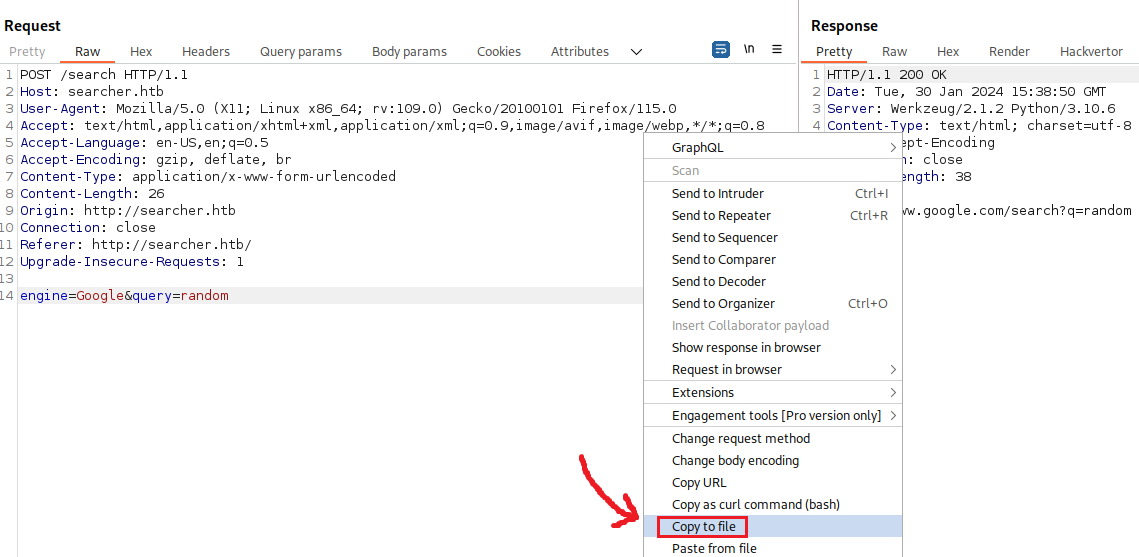 Request
Pretty Raw Hex Headers Query params Body params Cookies Attributes \n
1 POST /search HTTP/1.1
2 Host: searcher.htb
3 User-Agent: Mozilla/5.0 (X11; Linux x86_64; rv:109.0) Gecko/20100101 Firefox/115.0
4 Accept: text/html,application/xhtml+xml,application/xml;q=0.9,image/avif,image/webp,*/*;q=0.8
5 Accept-Language: en-US,en;q=0.5
6 Accept-Encoding: gzip, deflate, br
7 Content-Type: application/x-www-form-urlencoded
8 Content-Length: 26
9 Origin: http://searcher.htb
10 Connection: close
11 Referer: http://searcher.htb/
12 Upgrade-Insecure-Requests: 1
13
14 engine=Google&query=random
GraphQL
Scan
Send to Intruder Ctrl+I
Send to Repeater Ctrl+R
Send to Sequencer
Send to Comparer
Send to Decoder
Send to Organizer Ctrl+O
Insert Collaborator payload
Show response in browser
Request in browser
Extensions
Engagement tools [Pro version only]
Change request method
Change body encoding
Copy URL
Copy as curl command (bash)
Copy to file
Paste from file
Response
Pretty Raw Hex Render Hackvertor
1 HTTP/1.1 200 OK
2 Date: Tue, 30 Jan 2024 15:38:50 GMT
3 Server: Werkzeug/2.1.2 Python/3.10.6
4 Content-Type: text/html; charset=utf-8
ept-Encoding
n: close
ength: 38
ww.google.com/search?q=random